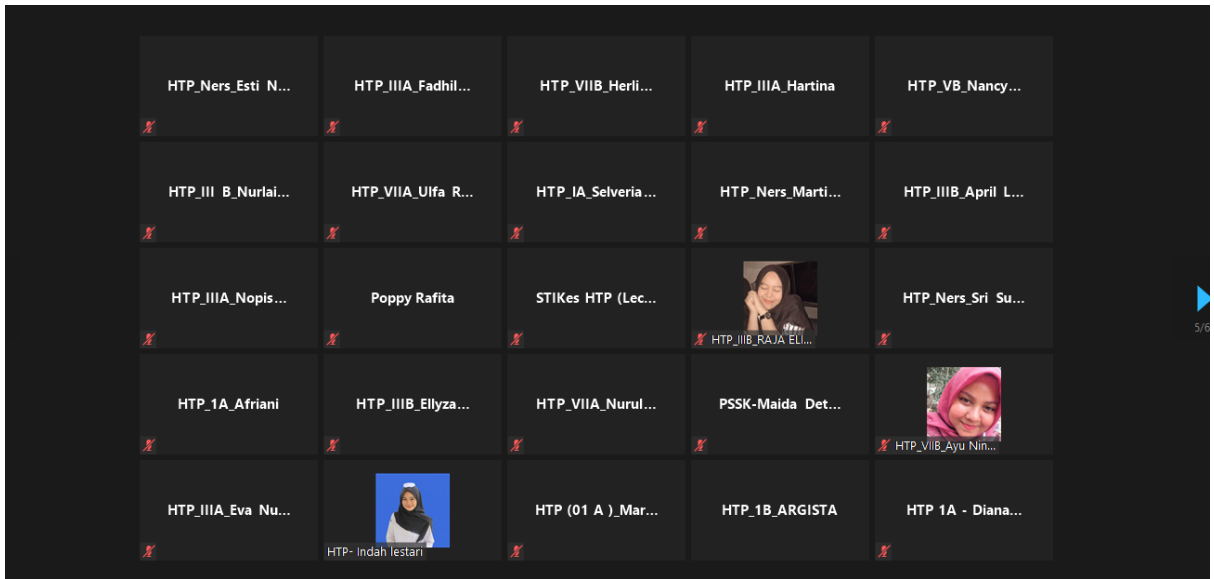 HTP_Ners_Esti N...
HTP_IIIA_Fadhil...
HTP_VIIB_Herli...
HTP_IIIA_Hartina
HTP_VB_Nancy...
HTP_III B_Nurlai...
HTP_VIIA_Ulfa R...
HTP_IA_Selveria...
HTP_Ners_Marti...
HTP_IIIB_April L...
HTP_IIIA_Nopis...
Poppy Rafita
STIKes HTP (Lec...
HTP_IIIB_RAJA ELI...
HTP_Ners_Sri Su...
5/6
HTP_1A_Afriani
HTP_IIIB_Ellyza...
HTP_VIIA_Nurul...
PSSK-Maida Det...
HTP_VIIB_Ayu Nin...
HTP_IIIA_Eva Nu...
HTP- Indah lestari
HTP (01 A )_Mar...
HTP_1B_ARGISTA
HTP 1A - Diana...